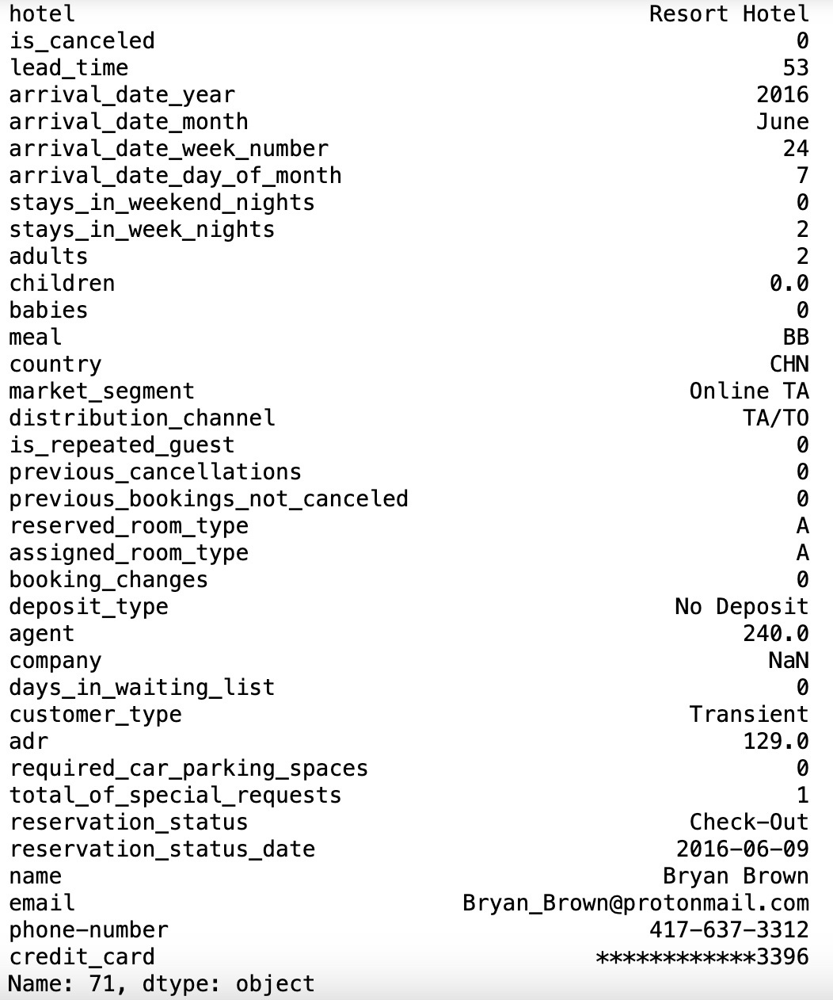 hotel Resort Hotel
is_canceled 0
lead_time 53
arrival_date_year 2016
arrival_date_month June
arrival_date_week_number 24
arrival_date_day_of_month 7
stays_in_weekend_nights 0
stays_in_week_nights 2
adults 2
children 0.0
babies 0
meal BB
country CHN
market_segment Online TA
distribution_channel TA/TO
is_repeated_guest 0
previous_cancellations 0
previous_bookings_not_canceled 0
reserved_room_type A
assigned_room_type A
booking_changes 0
deposit_type No Deposit
agent 240.0
company NaN
days_in_waiting_list 0
customer_type Transient
adr 129.0
required_car_parking_spaces 0
total_of_special_requests 1
reservation_status Check-Out
reservation_status_date 2016-06-09
name Bryan Brown
email Bryan_Brown@protonmail.com
phone-number 417-637-3312
credit_card ************3396
Name: 71, dtype: object